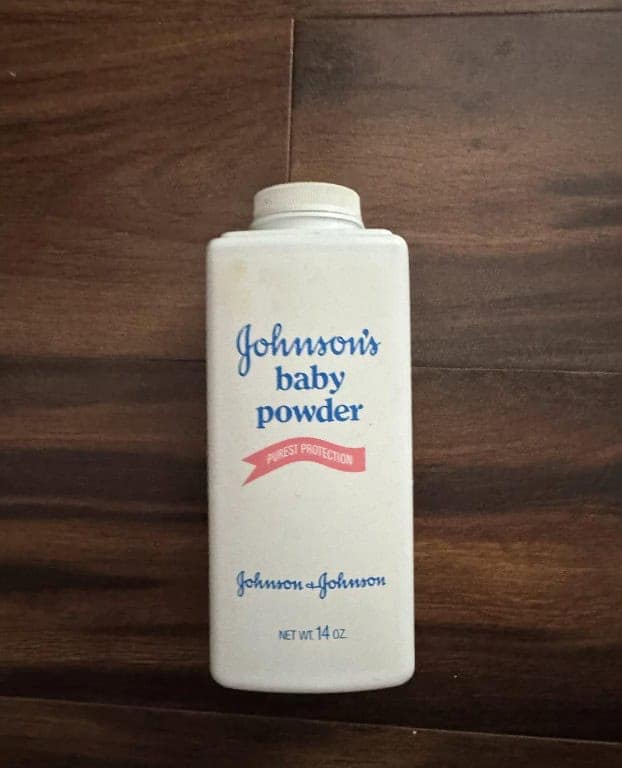 Johnson's
baby
powder
PUREST PROTECTION
Johnson & Johnson
NET WT. 14 OZ.